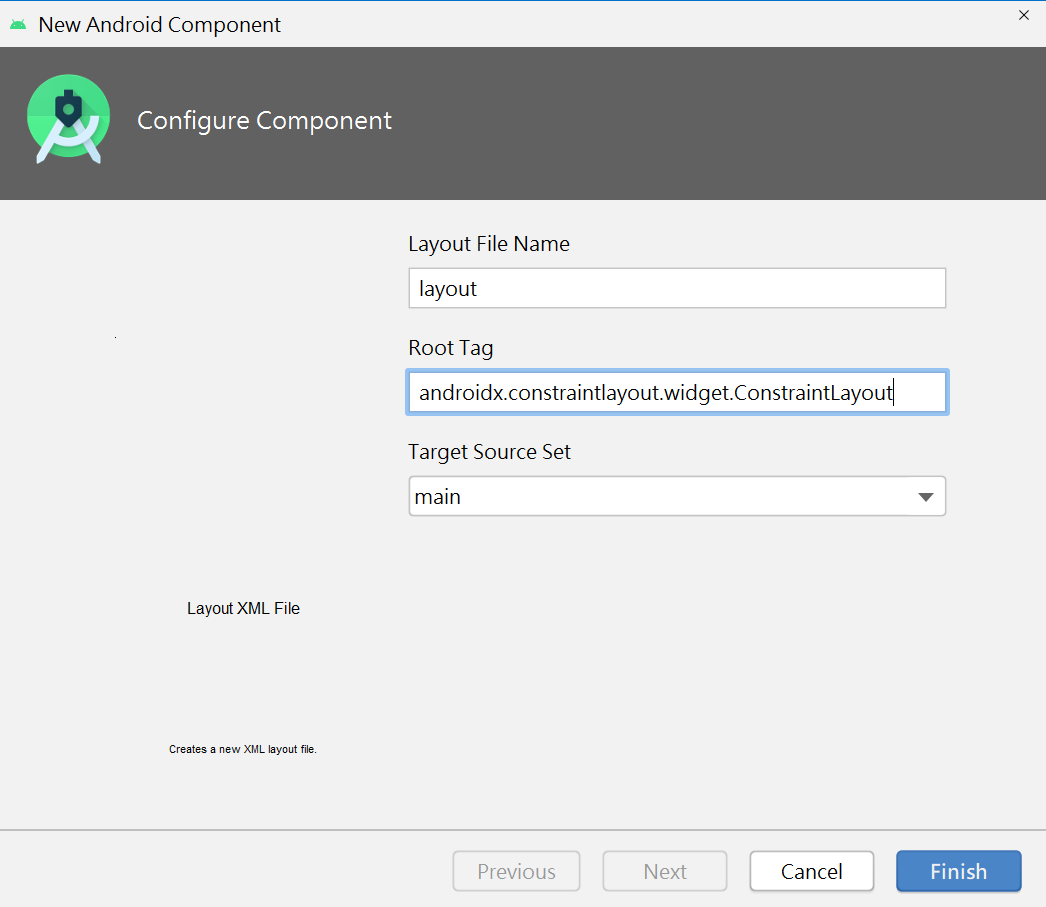 New Android Component
Configure Component
Layout File Name
layout
Root Tag
androidx.constraintlayout.widget.ConstraintLayout
Target Source Set
main
Layout XML File
Creates a new XML layout file.
Previous
Next
Cancel
Finish